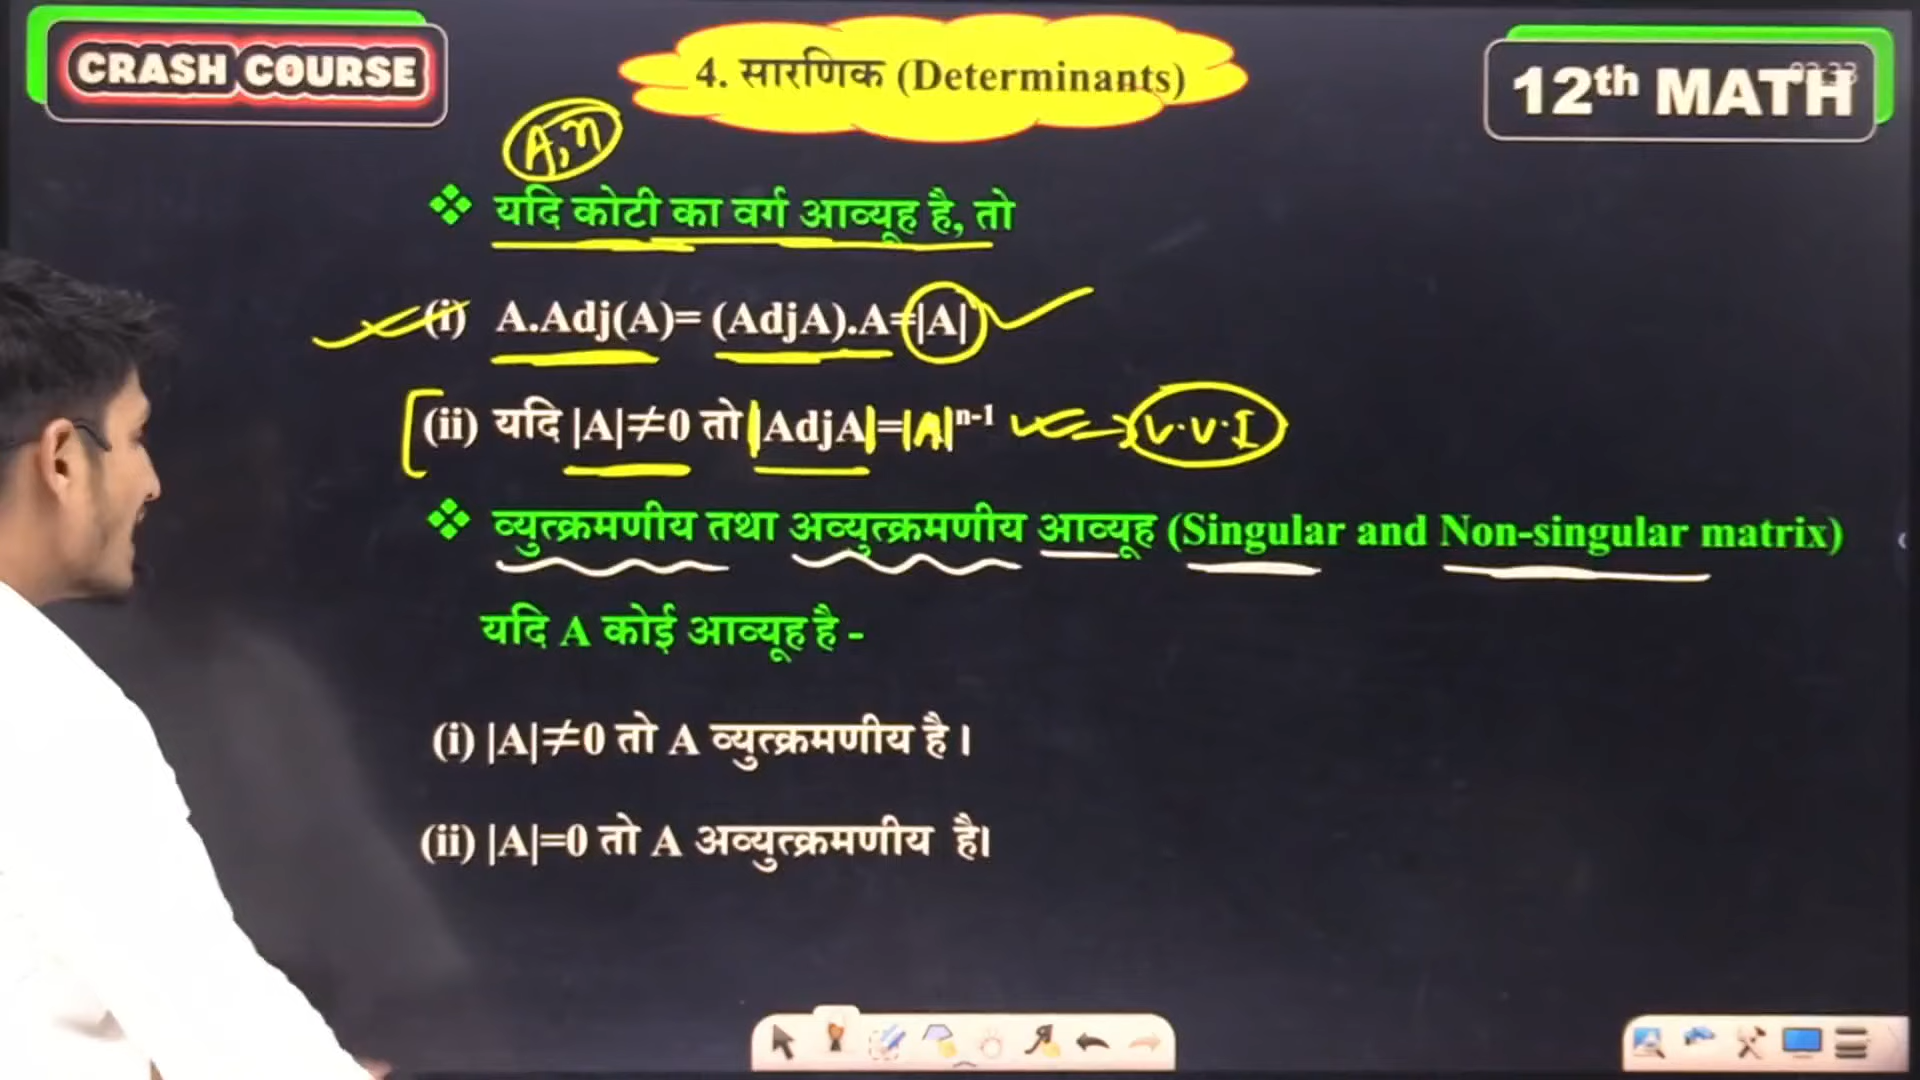 CRASH COURSE
4. सारणिक (Determinants)
12th MATH
A, n
❖ यदि कोटी का वर्ग आव्यूह है, तो
(i) A.Adj(A)= (AdjA).A=|A|
(ii) यदि |A|≠0 तो |AdjA|=|A|ⁿ⁻¹ V.V.I
❖ व्युत्क्रमणीय तथा अव्युत्क्रमणीय आव्यूह (Singular and Non-singular matrix)
यदि A कोई आव्यूह है -
(i) |A|≠0 तो A व्युत्क्रमणीय है।
(ii) |A|=0 तो A अव्युत्क्रमणीय है।